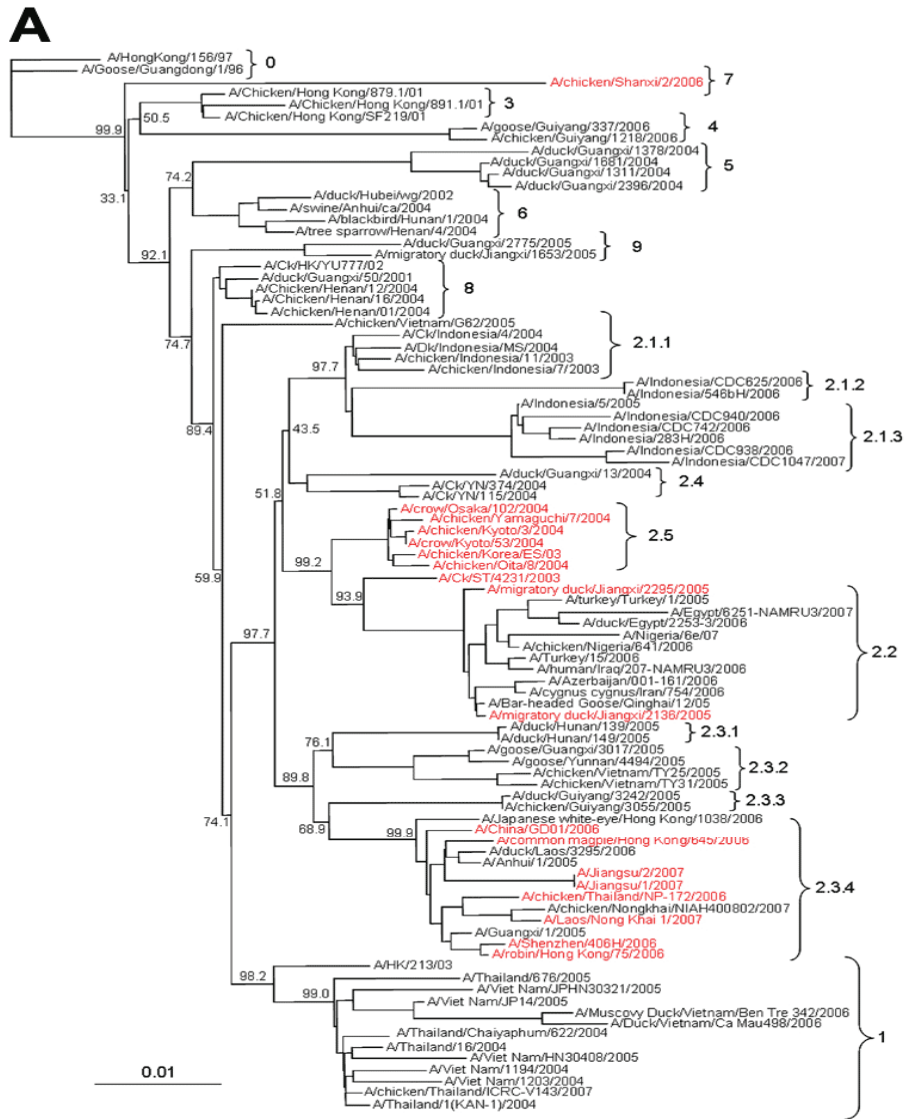 A
A/HongKong/156/97
0
A/Goose/Guangdong/1/96
A/chicken/Shanxi/2/2006
7
A/Chicken/Hong Kong/879.1/01
A/Chicken/Hong Kong/891.1/01
3
A/Chicken/Hong Kong/SF219/01
50.5
99.9
A/goose/Guiyang/337/2006
4
A/chicken/Guiyang/1218/2006
A/duck/Guangxi/1378/2004
A/duck/Guangxi/1681/2004
5
A/duck/Guangxi/1311/2004
74.2
A/duck/Guangxi/2396/2004
33.1
A/duck/Hubei/wg/2002
A/swine/Anhui/ca/2004
6
A/blackbird/Hunan/1/2004
A/tree sparrow/Henan/4/2004
92.1
A/duck/Guangxi/2775/2005
9
A/migratory duck/Jiangxi/1653/2005
A/Ck/HK/YU777/02
A/duck/Guangxi/50/2001
8
A/Chicken/Henan/12/2004
A/Chicken/Henan/16/2004
A/chicken/Henan/01/2004
A/chicken/Vietnam/G62/2005
74.7
A/Ck/Indonesia/4/2004
A/Dk/Indonesia/MS/2004
2.1.1
97.7
A/chicken/Indonesia/11/2003
A/chicken/Indonesia/7/2003
A/Indonesia/CDC625/2006
2.1.2
A/Indonesia/546bH/2006
A/Indonesia/5/2005
A/Indonesia/CDC940/2006
89.4
43.5
A/Indonesia/CDC742/2006
2.1.3
A/Indonesia/283H/2006
A/Indonesia/CDC938/2006
A/Indonesia/CDC1047/2007
A/duck/Guangxi/13/2004
2.4
A/Ck/YN/374/2004
A/Ck/YN/115/2004
51.8
A/crow/Osaka/102/2004
A/chicken/Yamaguchi/7/2004
A/chicken/Kyoto/3/2004
2.5
A/crow/Kyoto/53/2004
99.2
A/chicken/Korea/ES/03
A/chicken/Oita/8/2004
59.9
A/Ck/ST/4231/2003
93.9
A/migratory duck/Jiangxi/2295/2005
A/turkey/Turkey/1/2005
A/Egypt/6251-NAMRU3/2007
A/duck/Egypt/2253-3/2006
97.7
A/Nigeria/6e/07
A/chicken/Nigeria/641/2006
2.2
A/Turkey/15/2006
A/human/Iraq/207-NAMRU3/2006
A/Azerbaijan/001-161/2006
A/cygnus cygnus/Iran/754/2006
A/Bar-headed Goose/Qinghai/12/05
A/migratory duck/Jiangxi/2136/2005
A/duck/Hunan/139/2005
2.3.1
A/duck/Hunan/149/2005
76.1
A/goose/Guangxi/3017/2005
A/goose/Yunnan/4494/2005
2.3.2
A/chicken/Vietnam/TY25/2005
89.8
A/chicken/Vietnam/TY31/2005
A/duck/Guiyang/3242/2005
2.3.3
A/chicken/Guiyang/3055/2005
74.1
A/Japanese white-eye/Hong Kong/1038/2006
68.9
99.9
A/China/GD01/2006
A/common magpie/Hong Kong/645/2006
A/duck/Laos/3295/2006
A/Anhui/1/2005
A/Jiangsu/2/2007
2.3.4
A/Jiangsu/1/2007
A/chicken/Thailand/NP-172/2006
A/chicken/Nongkhai/NIAH400802/2007
A/Laos/Nong Khai 1/2007
A/Guangxi/1/2005
A/Shenzhen/406H/2006
A/robin/Hong Kong/75/2006
A/HK/213/03
98.2
A/Thailand/676/2005
A/Viet Nam/JPHN30321/2005
99.0
A/Viet Nam/JP14/2005
A/Muscovy Duck/Vietnam/Ben Tre 342/2006
A/Duck/Vietnam/Ca Mau498/2006
1
A/Thailand/Chaiyaphum/622/2004
A/Thailand/16/2004
A/Viet Nam/HN30408/2005
A/Viet Nam/1194/2004
0.01
A/Viet Nam/1203/2004
A/chicken/Thailand/ICRC-V143/2007
A/Thailand/1(KAN-1)/2004